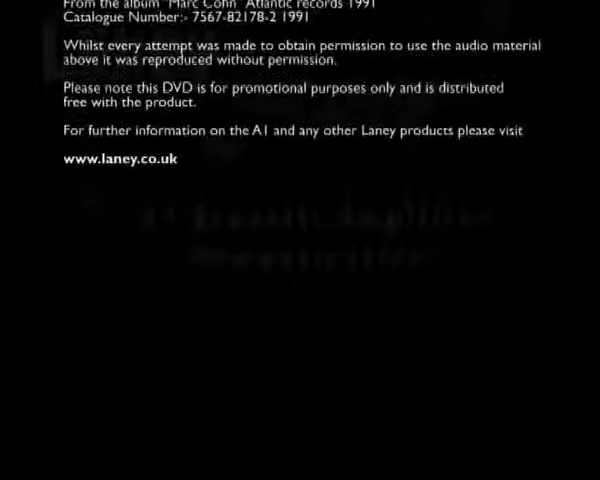 From the album "Marc Cohn" Atlantic records 1991
Catalogue Number:- 7567-82178-2 1991
Whilst every attempt was made to obtain permission to use the audio material
above it was reproduced without permission.
Please note this DVD is for promotional purposes only and is distributed
free with the product.
For further information on the A1 and any other Laney products please visit
www.laney.co.uk